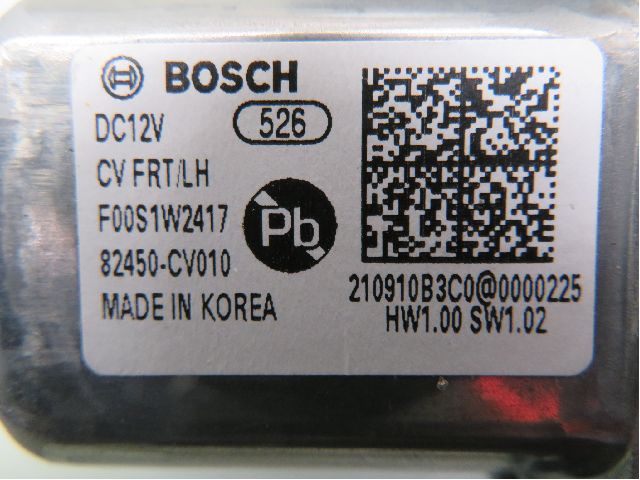 BOSCH
DC12V
526
CV FRT/LH
F00S1W2417
82450-CV010
MADE IN KOREA
Pb
210910B3C0@0000225
HW1.00 SW1.02